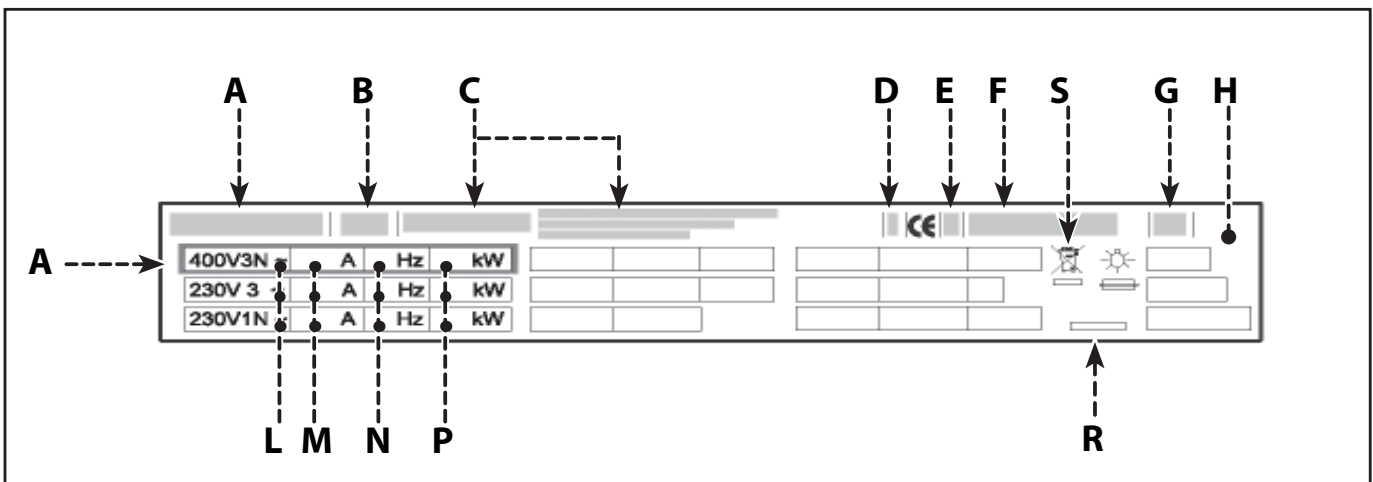 A B C D E F S G H
CE
A 400V3N ~ A Hz kW
230V 3 ~ A Hz kW
230V1N ~ A Hz kW
L M N P R